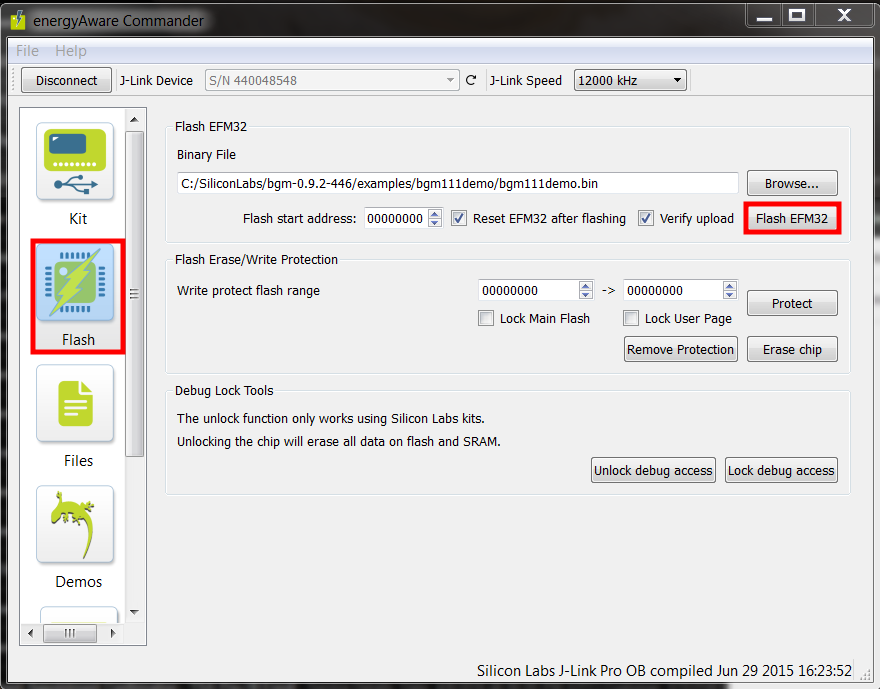 energyAware Commander
File Help
Disconnect J-Link Device S/N 440048548 J-Link Speed 12000 kHz
Kit
Flash
Files
Demos
Flash EFM32
Binary File
C:/SiliconLabs/bgm-0.9.2-446/examples/bgm111demo/bgm111demo.bin Browse...
Flash start address: 00000000 Reset EFM32 after flashing Verify upload Flash EFM32
Flash Erase/Write Protection
Write protect flash range 00000000 -> 00000000 Protect
Lock Main Flash Lock User Page
Remove Protection Erase chip
Debug Lock Tools
The unlock function only works using Silicon Labs kits.
Unlocking the chip will erase all data on flash and SRAM.
Unlock debug access Lock debug access
Silicon Labs J-Link Pro OB compiled Jun 29 2015 16:23:52